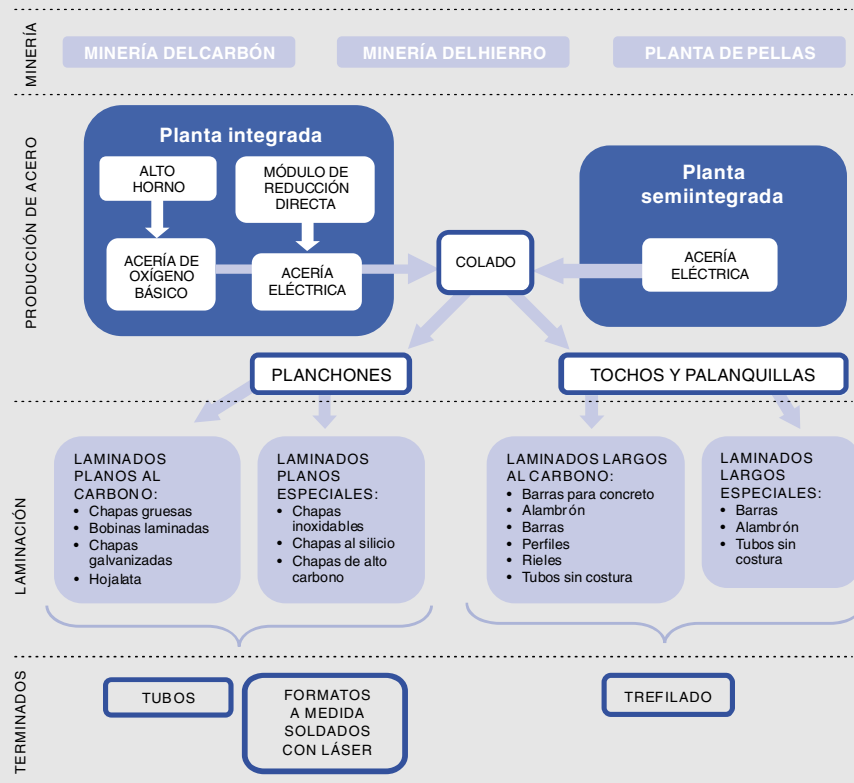 MINERÍA
MINERÍA DELCARBÓN
MINERÍA DELHIERRO
PLANTA DE PELLAS
PRODUCCIÓN DE ACERO
Planta integrada
ALTO
HORNO
MÓDULO DE
REDUCCIÓN
DIRECTA
ACERÍA DE
OXÍGENO
BÁSICO
ACERÍA
ELÉCTRICA
COLADO
Planta
semiintegrada
ACERÍA
ELÉCTRICA
PLANCHONES
TOCHOS Y PALANQUILLAS
LAMINACIÓN
LAMINADOS
PLANOS AL
CARBONO:
• Chapas gruesas
• Bobinas laminadas
• Chapas
galvanizadas
• Hojalata
LAMINADOS
PLANOS
ESPECIALES:
• Chapas
inoxidables
• Chapas al silicio
• Chapas de alto
carbono
LAMINADOS LARGOS
AL CARBONO:
• Barras para concreto
• Alambrón
• Barras
• Perfiles
• Rieles
• Tubos sin costura
LAMINADOS
LARGOS
ESPECIALES:
• Barras
• Alambrón
• Tubos sin
costura
TERMINADOS
TUBOS
FORMATOS
A MEDIDA
SOLDADOS
CON LÁSER
TREFILADO